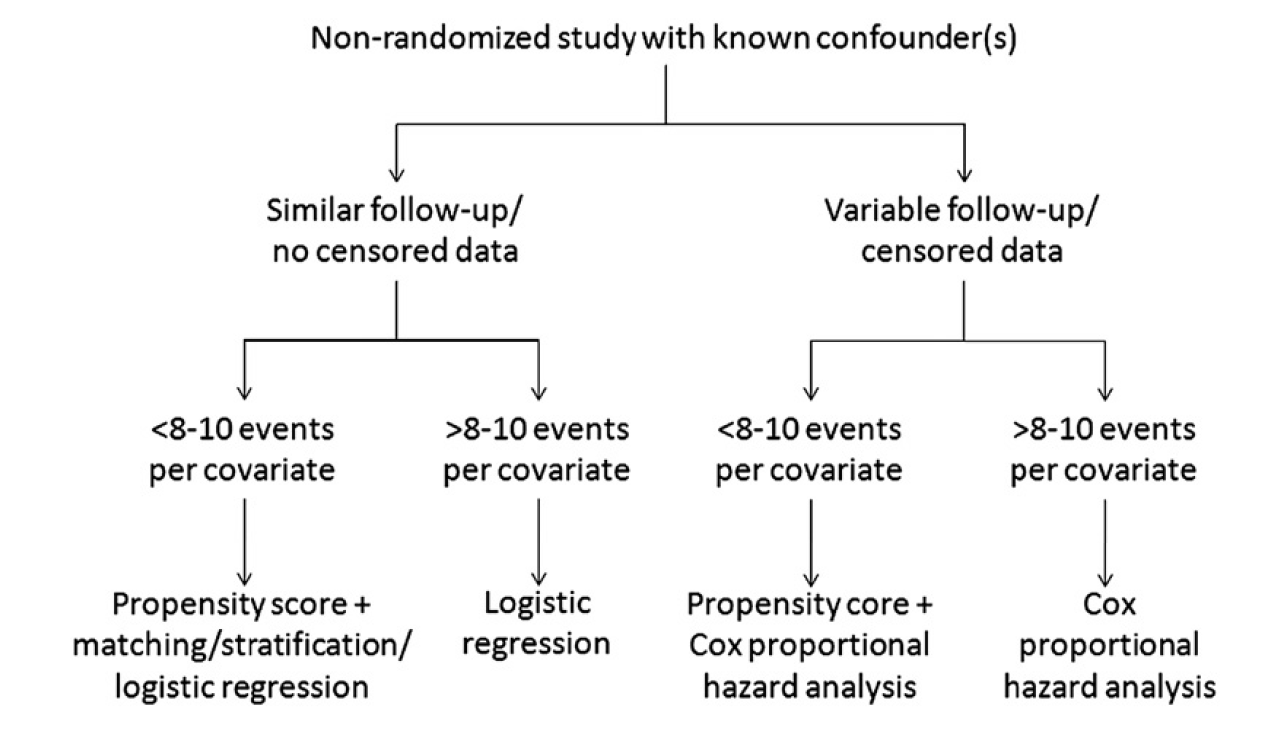 Non-randomized study with known confounder(s)
Similar follow-up/
no censored data
Variable follow-up/
censored data
<8-10 events
per covariate
>8-10 events
per covariate
<8-10 events
per covariate
>8-10 events
per covariate
Propensity score +
matching/stratification/
logistic regression
Logistic
regression
Propensity core +
Cox proportional
hazard analysis
Cox
proportional
hazard analysis